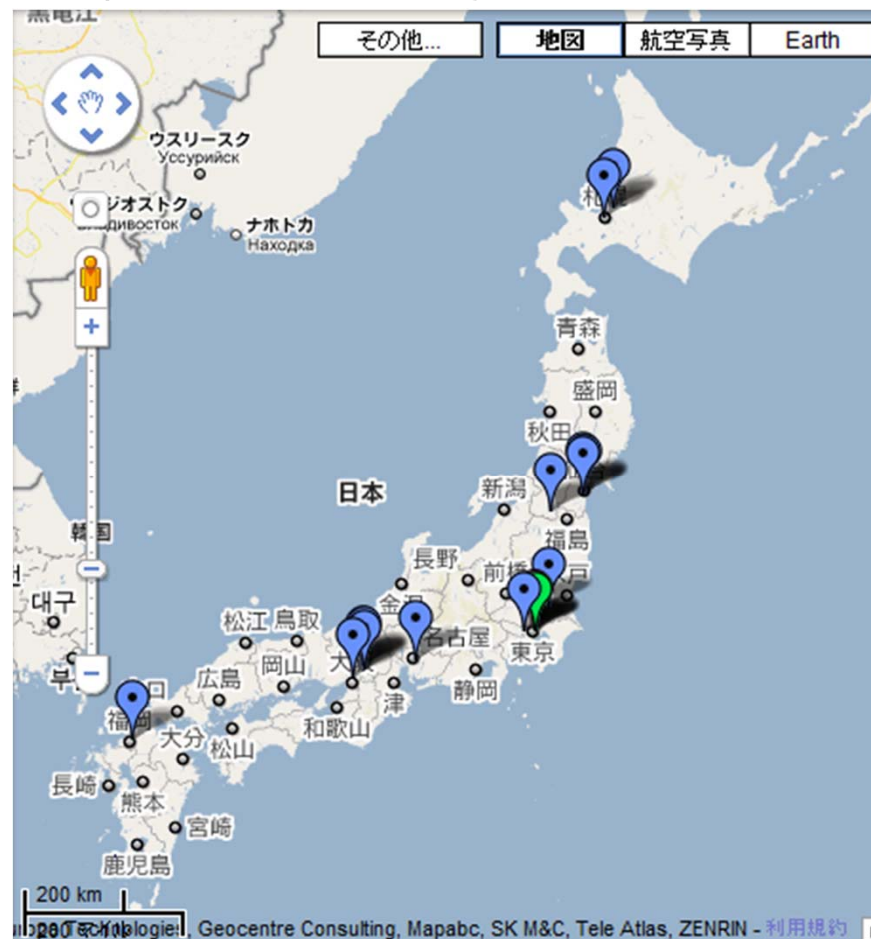 黒竜江
その他...
地図
航空写真
Earth
ウスリースク
Уссурийск
ジオストク
ладивосток
ナホトカ
Находка
札幌
青森
盛岡
秋田
日本
新潟
福島
韓国
長野
前橋
대구
金沢
松江
鳥取
名古屋
東京
岡山
広島
静岡
津
福岡
和歌山
大分
松山
長崎
熊本
宮崎
鹿児島
200 km
Technologies, Geocentre Consulting, Mapabc, SK M&C, Tele Atlas, ZENRIN - 利用規約